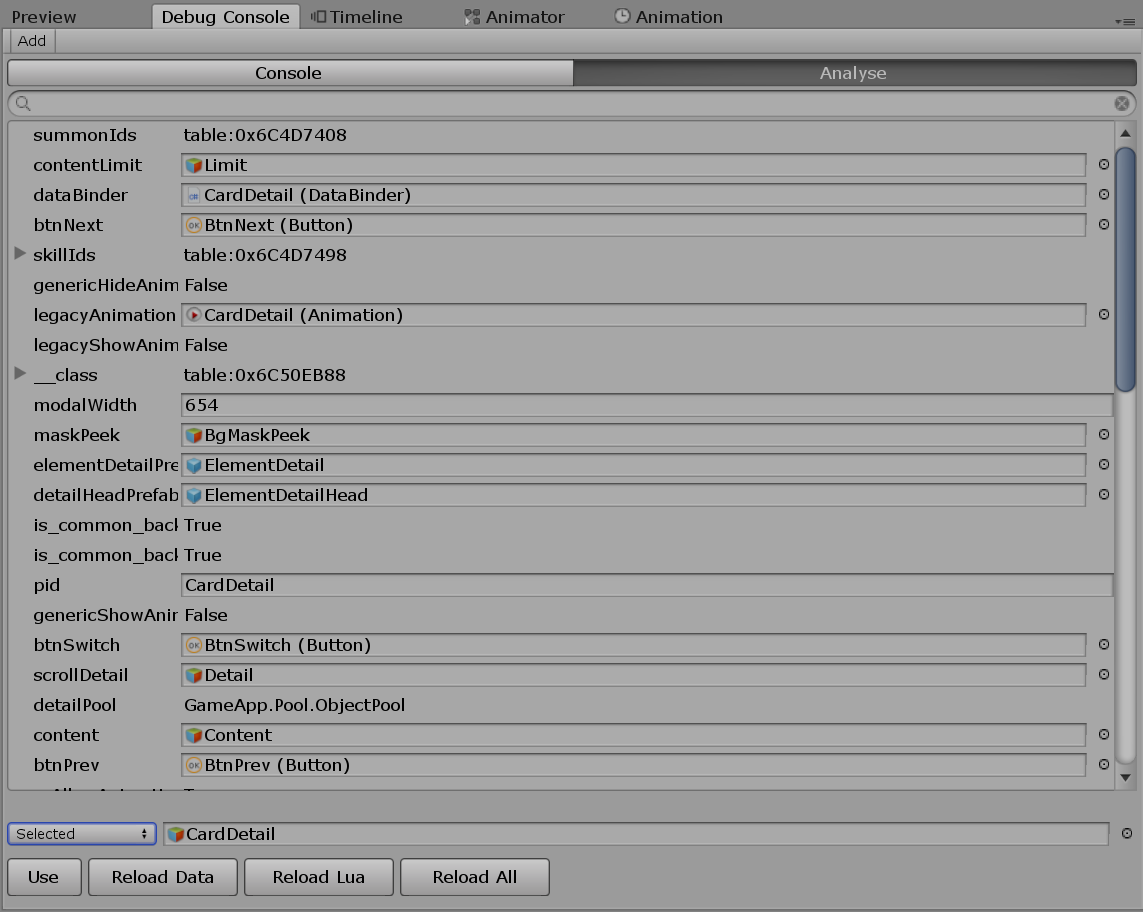 Preview Debug Console Timeline Animator Animation
Add
Console Analyse
summonIds table:0x6C4D7408
contentLimit Limit
dataBinder CardDetail (DataBinder)
btnNext BtnNext (Button)
skillIds table:0x6C4D7498
genericHideAnim False
legacyAnimation CardDetail (Animation)
legacyShowAnim False
__class table:0x6C50EB88
modalWidth 654
maskPeek BgMaskPeek
elementDetailPre ElementDetail
detailHeadPrefab ElementDetailHead
is_common_back True
is_common_back True
pid CardDetail
genericShowAnim False
btnSwitch BtnSwitch (Button)
scrollDetail Detail
detailPool GameApp.Pool.ObjectPool
content Content
btnPrev BtnPrev (Button)
Selected CardDetail
Use Reload Data Reload Lua Reload All